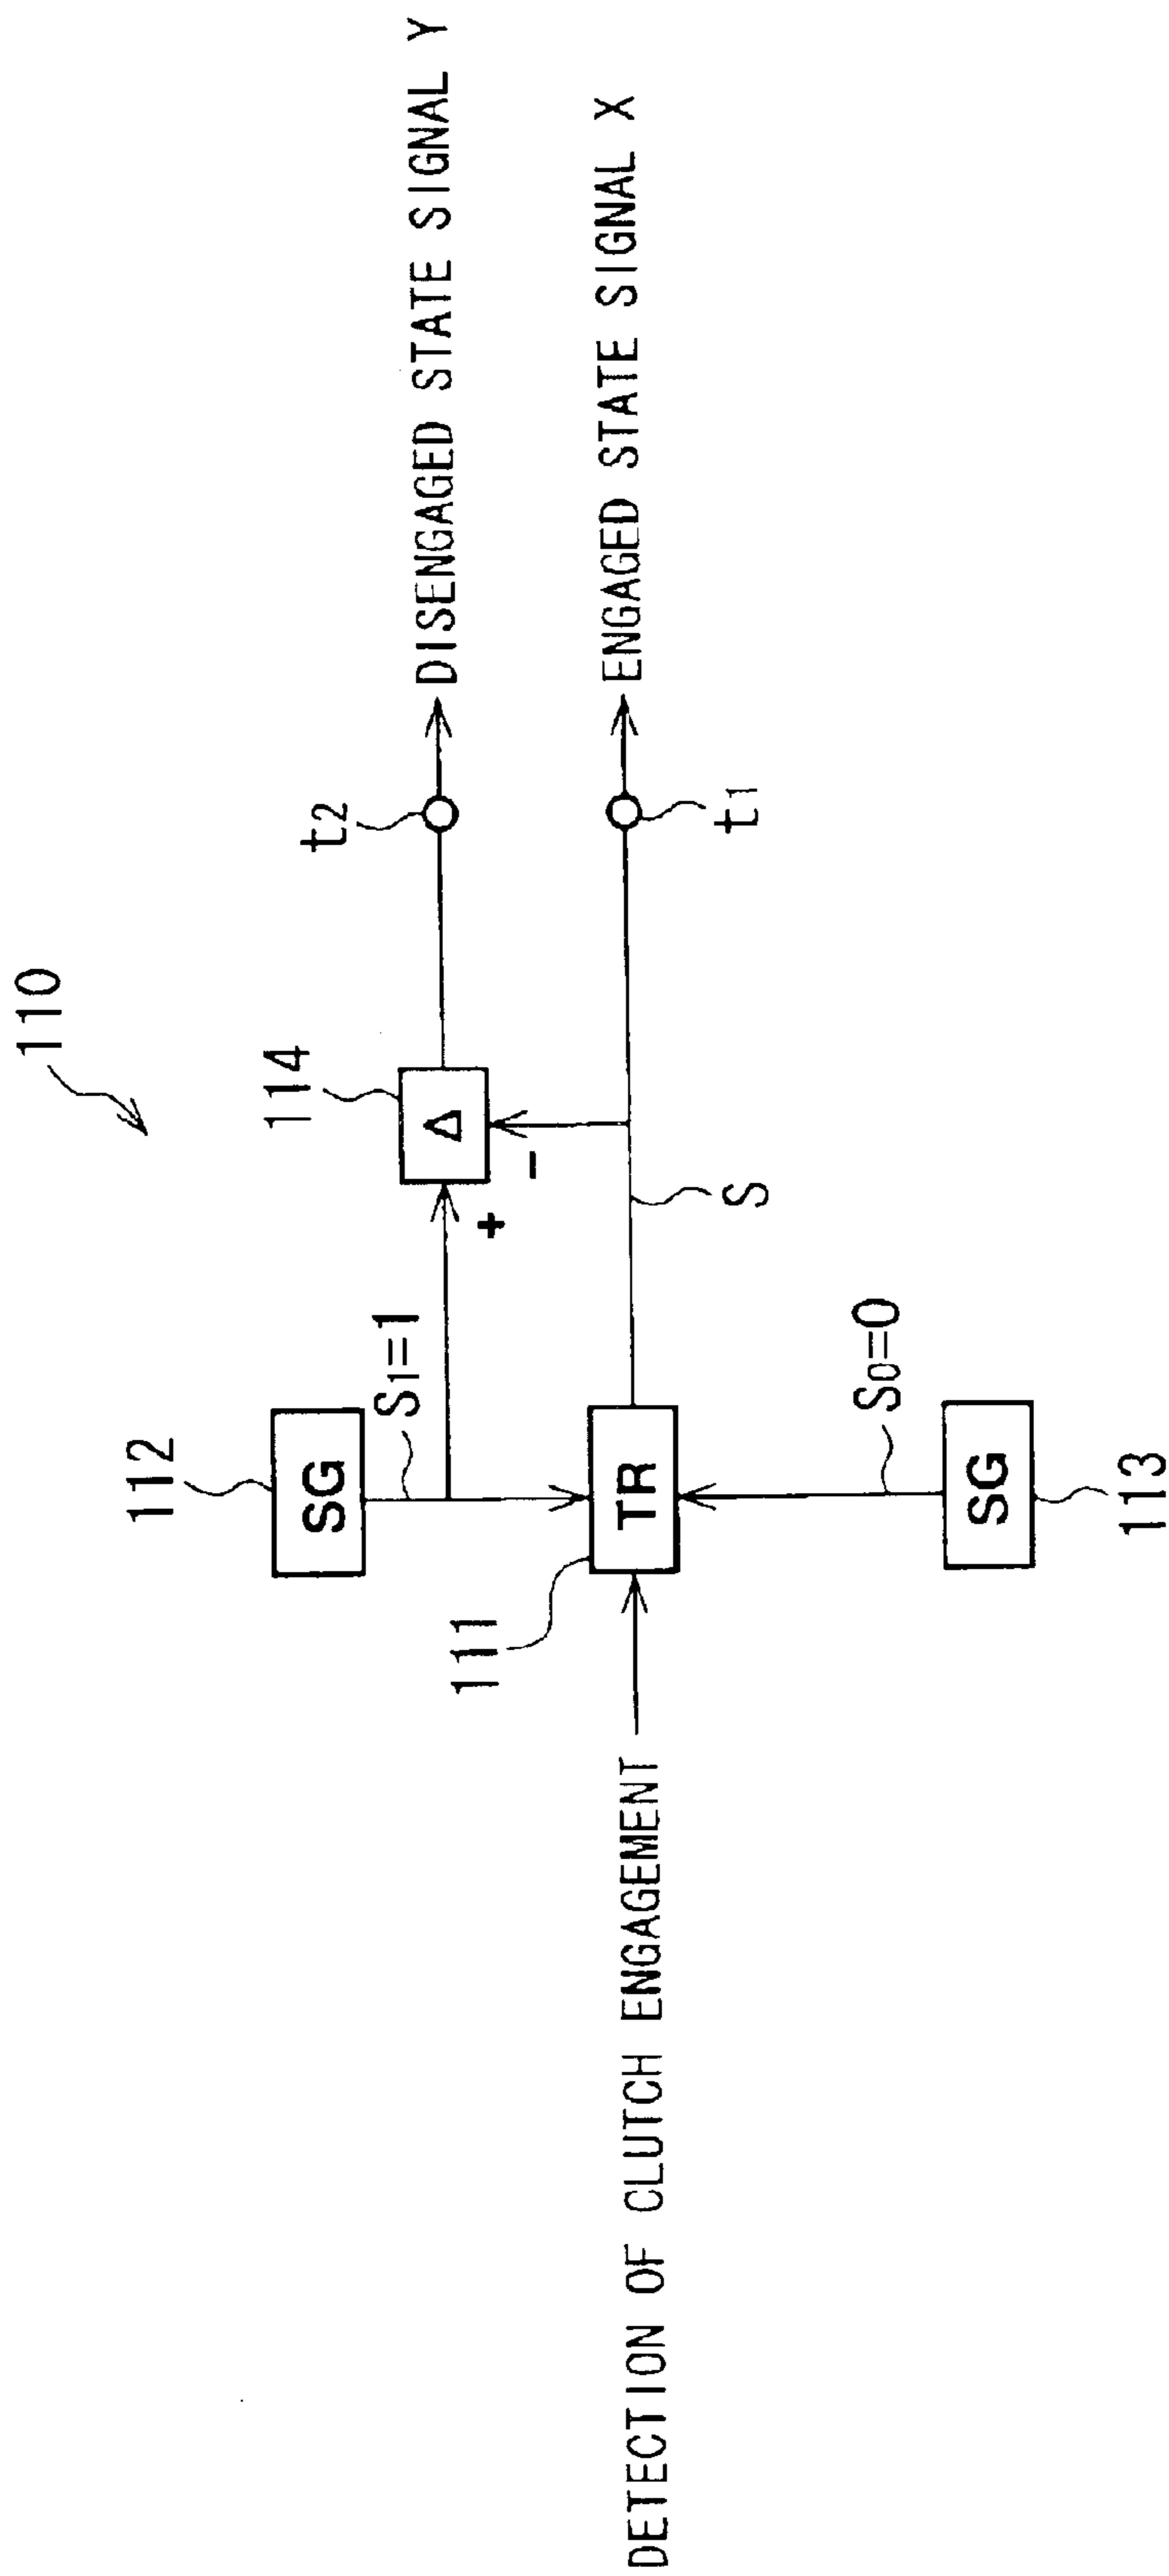 110
112
SG
S1=1
114
Δ
+
-
t2
DISENGAGED STATE SIGNAL Y
111
TR
DETECTION OF CLUTCH ENGAGEMENT
S
t1
ENGAGED STATE SIGNAL X
S0=0
SG
113